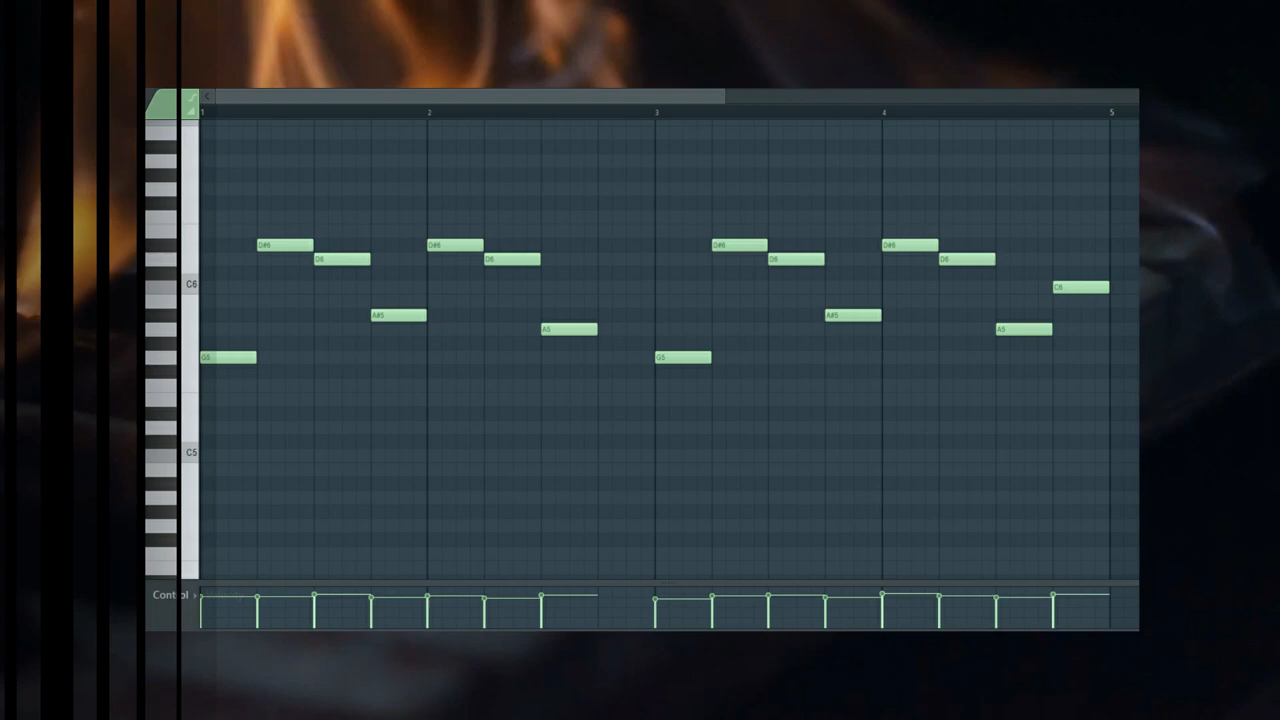 1 2 3 4 5
D#6 D#6 D#6 D#6
D6 D6 D6 D6
C6 C6
A#5 A#5
A5 A5
G5 G5
C5
Control